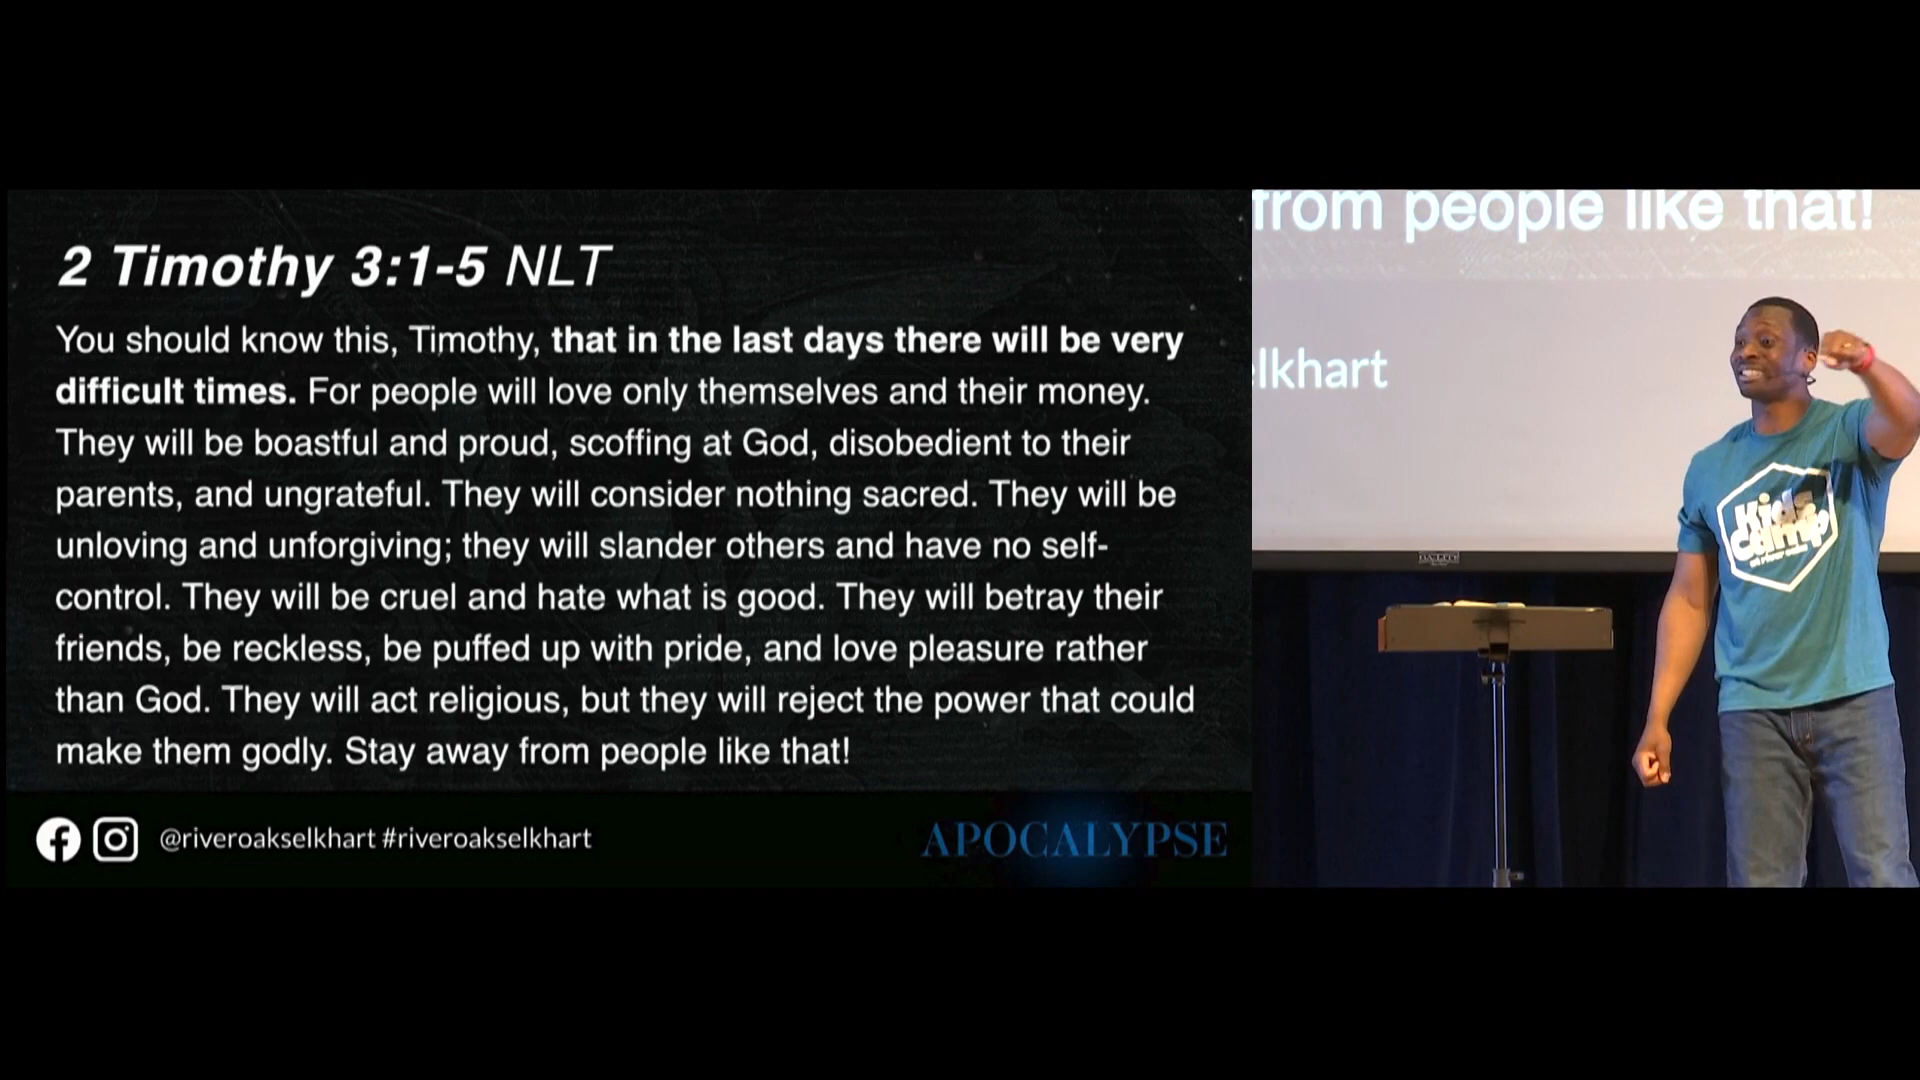 2 Timothy 3:1-5 NLT
You should know this, Timothy, that in the last days there will be very
difficult times. For people will love only themselves and their money.
They will be boastful and proud, scoffing at God, disobedient to their
parents, and ungrateful. They will consider nothing sacred. They will be
unloving and unforgiving; they will slander others and have no self-
control. They will be cruel and hate what is good. They will betray their
friends, be reckless, be puffed up with pride, and love pleasure rather
than God. They will act religious, but they will reject the power that could
make them godly. Stay away from people like that!
@riveroakselkhart #riveroakselkhart
APOCALYPSE
from people like that!
elkhart
Kids
Camp